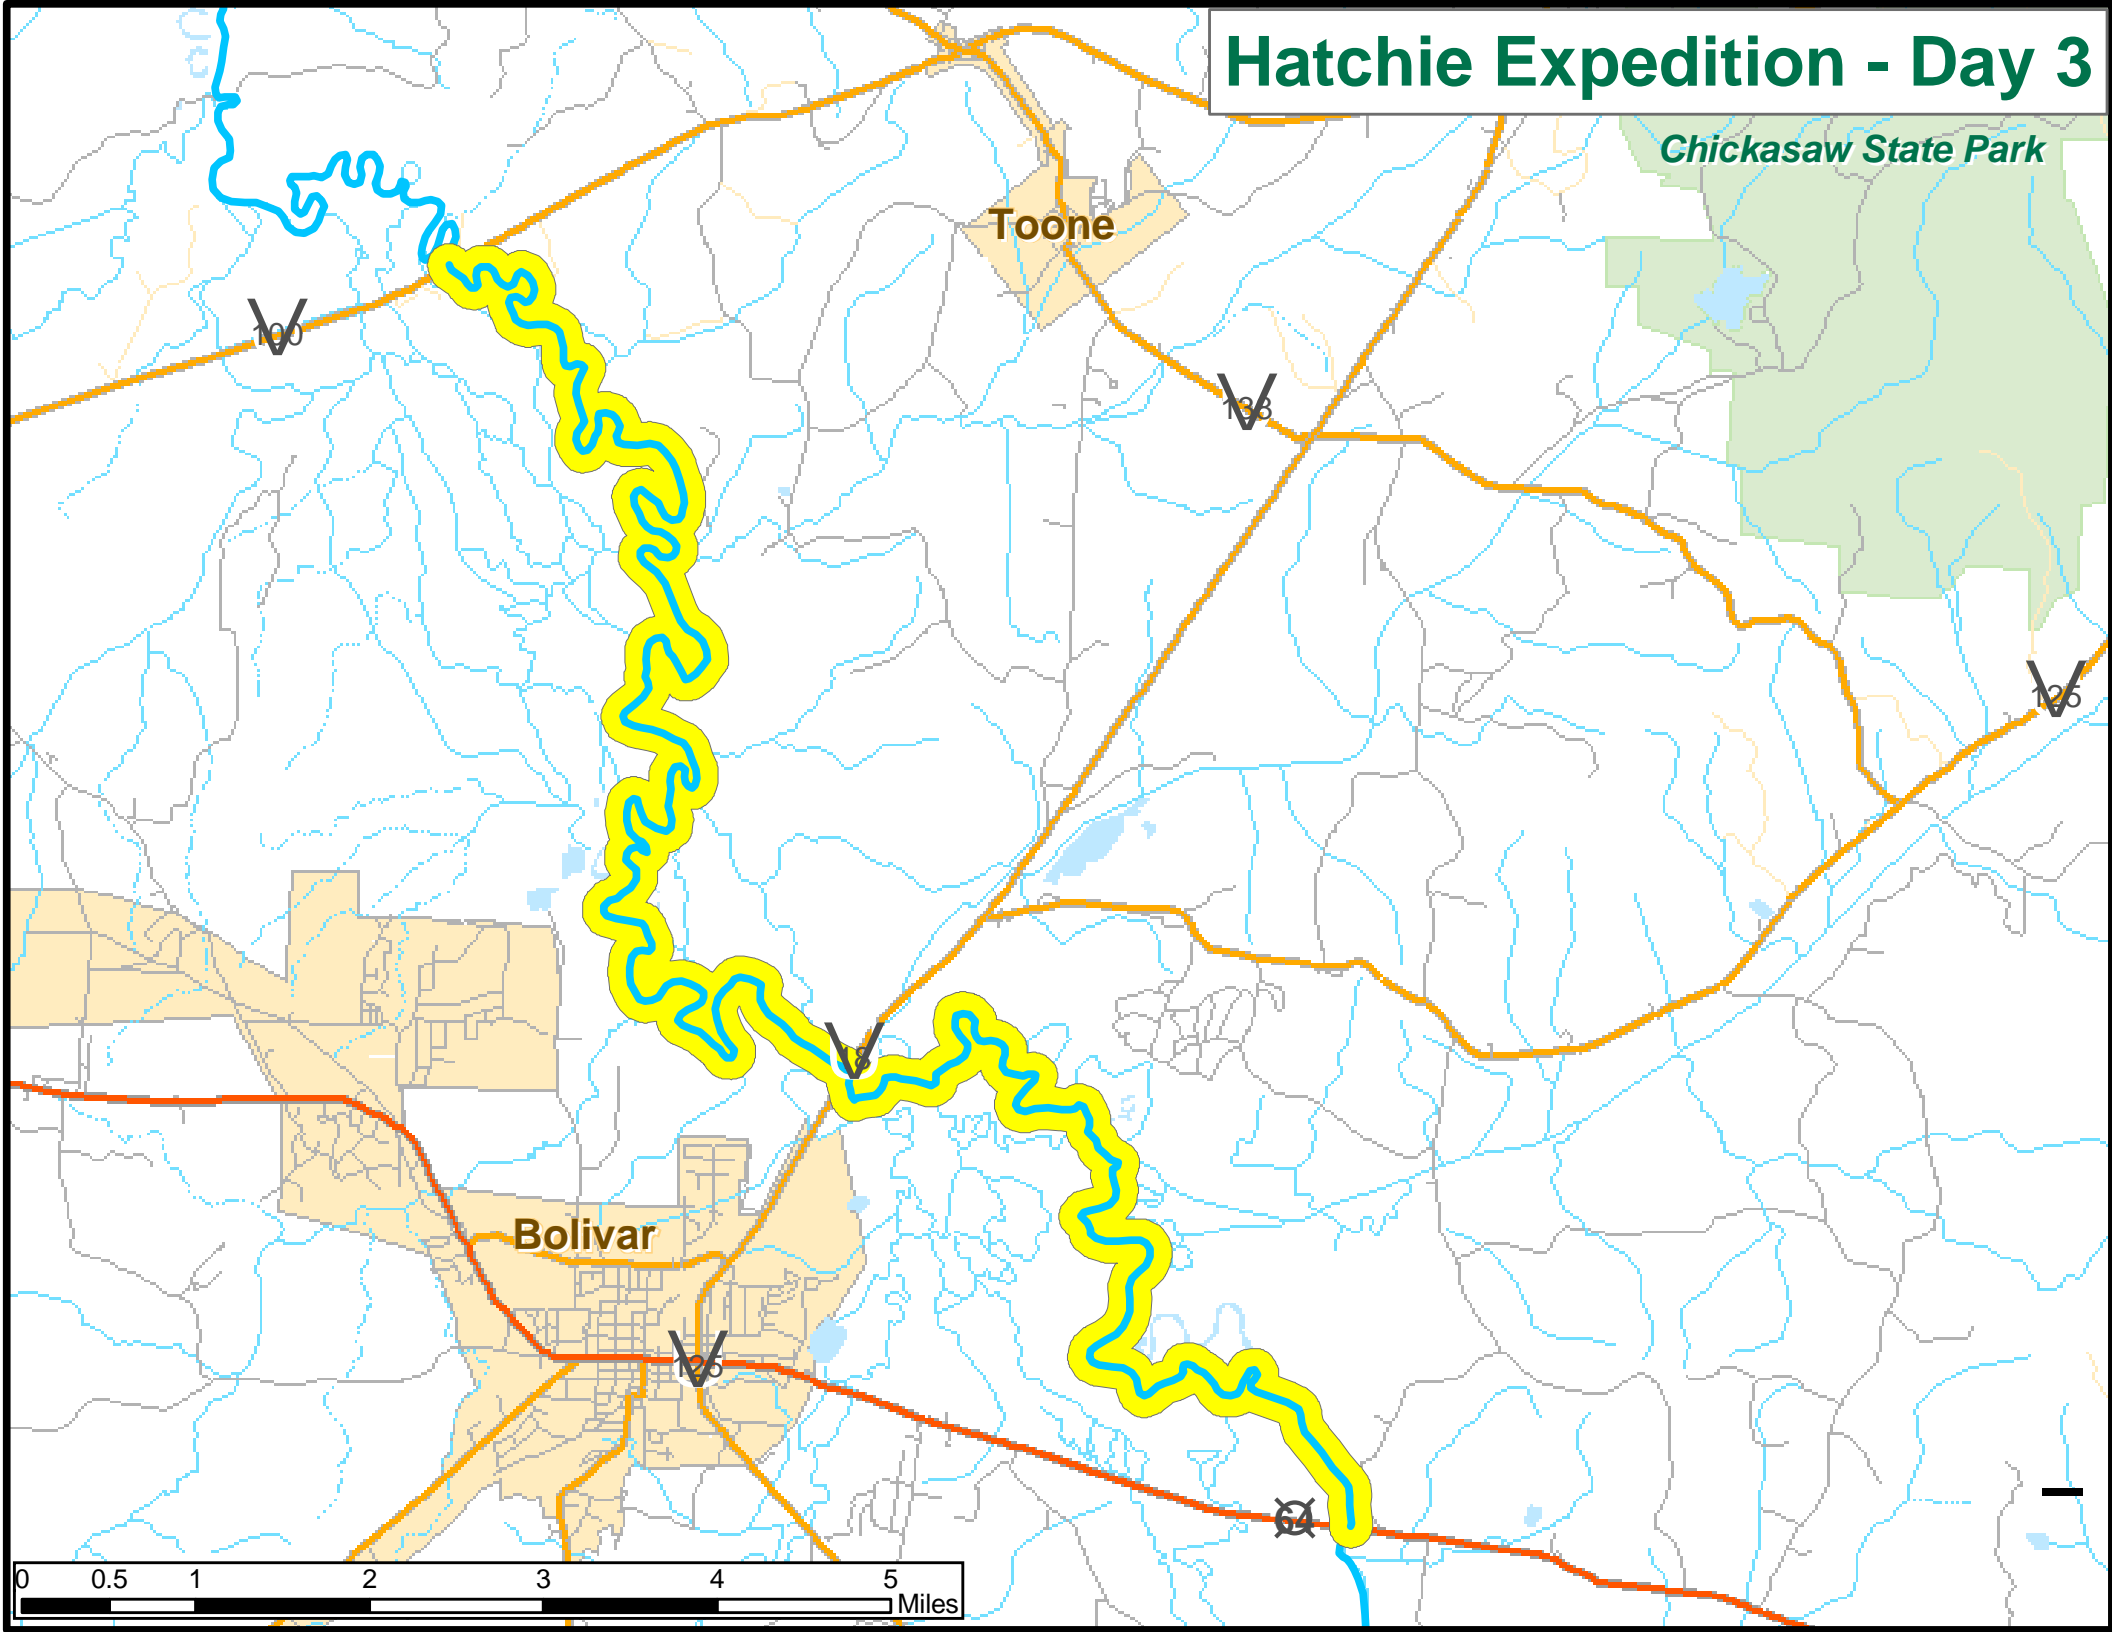 Hatchie Expedition - Day 3
Chickasaw State Park
Toone
100
138
125
18
Bolivar
125
64
0 0.5 1 2 3 4 5
Miles